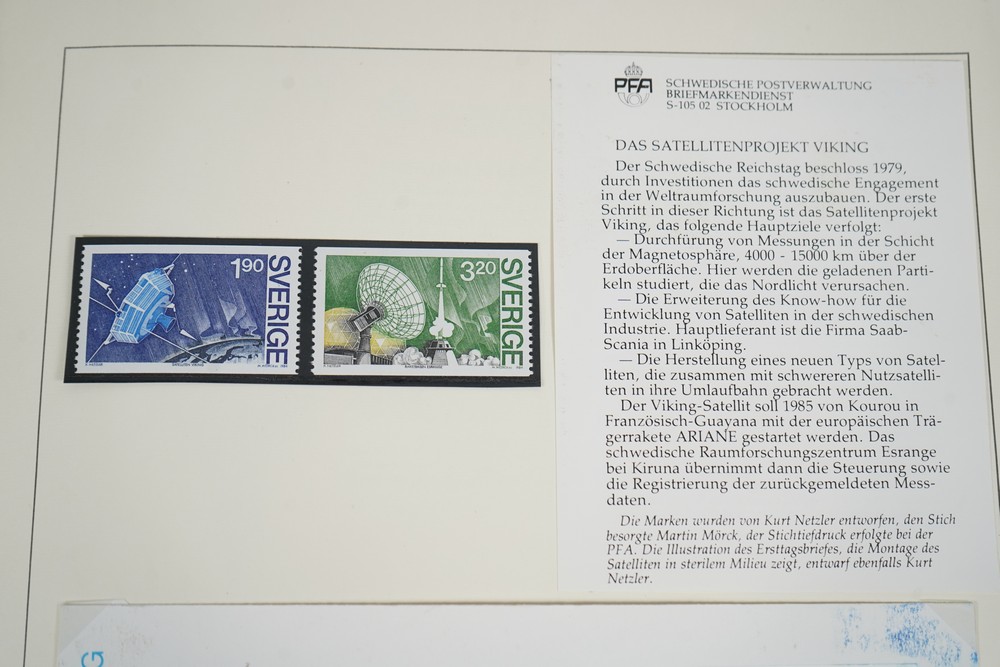 1.90
SVERIGE
3.20
SVERIGE
PFA
SCHWEDISCHE POSTVERWALTUNG
BRIEFMARKENDIENST
S-105 02 STOCKHOLM
DAS SATELLITENPROJEKT VIKING
Der Schwedische Reichstag beschloss 1979,
durch Investitionen das schwedische Engagement
in der Weltraumforschung auszubauen. Der erste
Schritt in dieser Richtung ist das Satellitenprojekt
Viking, das folgende Hauptziele verfolgt:
— Durchfürung von Messungen in der Schicht
der Magnetosphäre, 4000 - 15000 km über der
Erdoberfläche. Hier werden die geladenen Parti-
keln studiert, die das Nordlicht verursachen.
— Die Erweiterung des Know-how für die
Entwicklung von Satelliten in der schwedischen
Industrie. Hauptlieferant ist die Firma Saab-
Scania in Linköping.
— Die Herstellung eines neuen Typs von Satel-
liten, die zusammen mit schwereren Nutzsatelli-
ten in ihre Umlaufbahn gebracht werden.
Der Viking-Satellit soll 1985 von Kourou in
Französisch-Guayana mit der europäischen Trä-
gerrakete ARIANE gestartet werden. Das
schwedische Raumforschungszentrum Esrange
bei Kiruna übernimmt dann die Steuerung sowie
die Registrierung der zurückgemeldeten Mess-
daten.
Die Marken wurden von Kurt Netzler entworfen, den Stich
besorgte Martin Mörck, der Stichtiefdruck erfolgte bei der
PFA. Die Illustration des Ersttagsbriefes, die Montage des
Satelliten in sterilem Milieu zeigt, entwarf ebenfalls Kurt
Netzler.
G